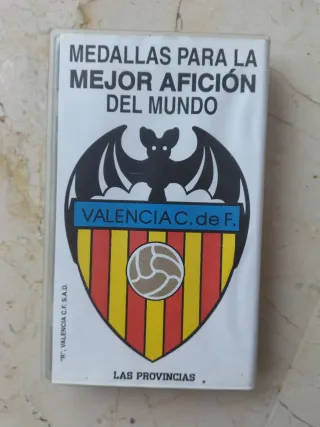 MEDALLAS PARA LA
MEJOR AFICIÓN
DEL MUNDO
VALENCIA C. de F.
"R", VALENCIA C.F. S.A.D.
LAS PROVINCIAS